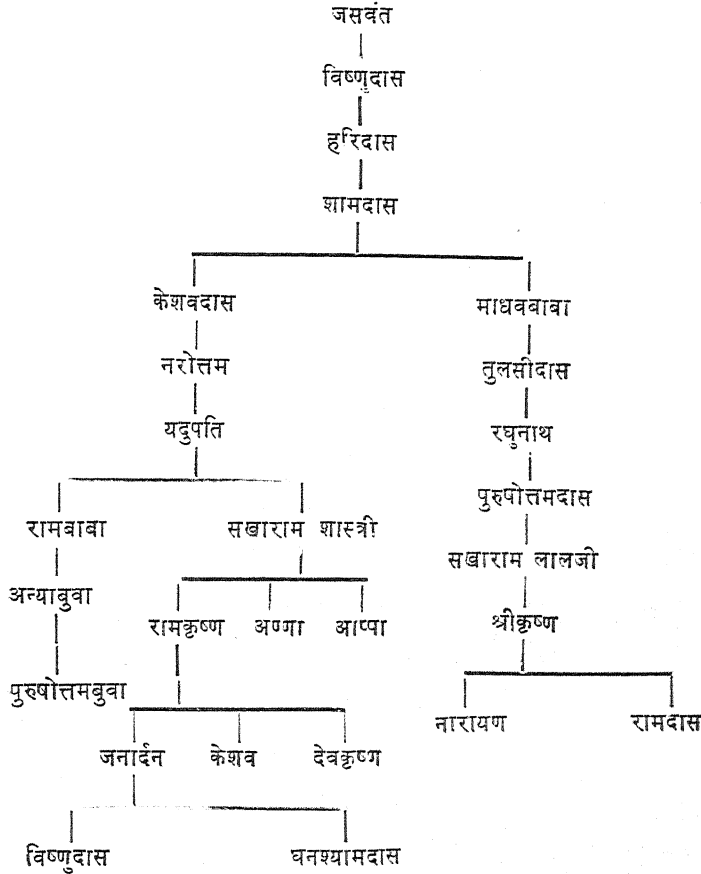 जसवंत
विष्णुदास
हरिदास
शामदास
केशवदास माधवबावा
नरोत्तम तुलसीदास
यदुपति रघुनाथ
पुरुषोत्तमदास
रामबाबा सखाराम शास्त्री
सखाराम लालजी
अन्याबुवा
रामकृष्ण अण्णा आप्पा श्रीकृष्ण
पुरुषोत्तमबुवा
नारायण रामदास
जनार्दन केशव देवकृष्ण
विष्णुदास घनश्यामदास